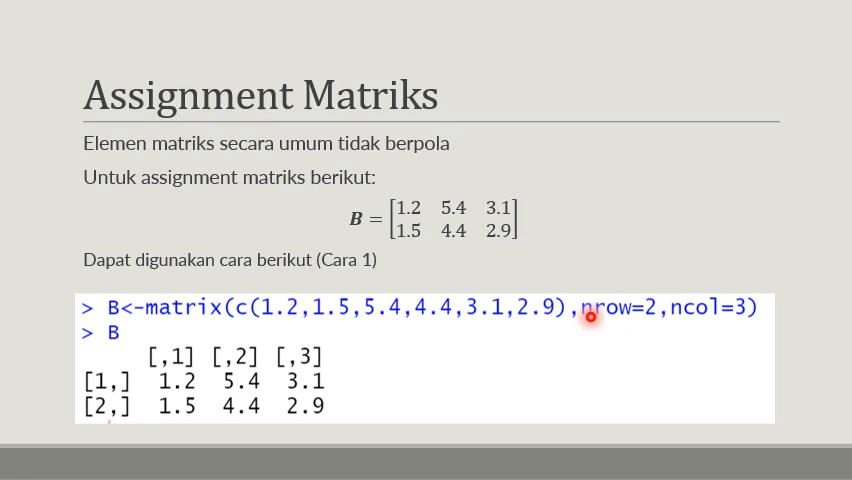 Assignment Matriks
Elemen matriks secara umum tidak berpola
Untuk assignment matriks berikut:
B = [1.2 5.4 3.1]
[1.5 4.4 2.9]
Dapat digunakan cara berikut (Cara 1)
> B<-matrix(c(1.2,1.5,5.4,4.4,3.1,2.9),nrow=2,ncol=3)
> B
[,1] [,2] [,3]
[1,] 1.2 5.4 3.1
[2,] 1.5 4.4 2.9